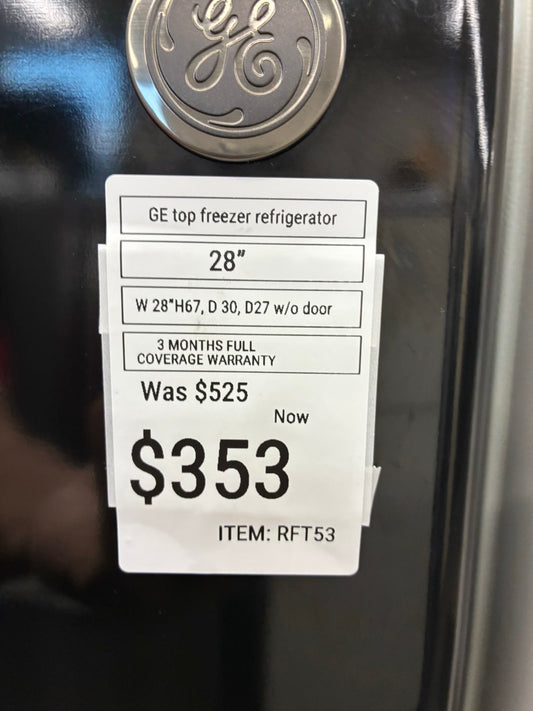 GE
GE top freezer refrigerator
28"
W 28"H67, D 30, D27 w/o door
3 MONTHS FULL
COVERAGE WARRANTY
Was $525
Now
$353
ITEM: RFT53